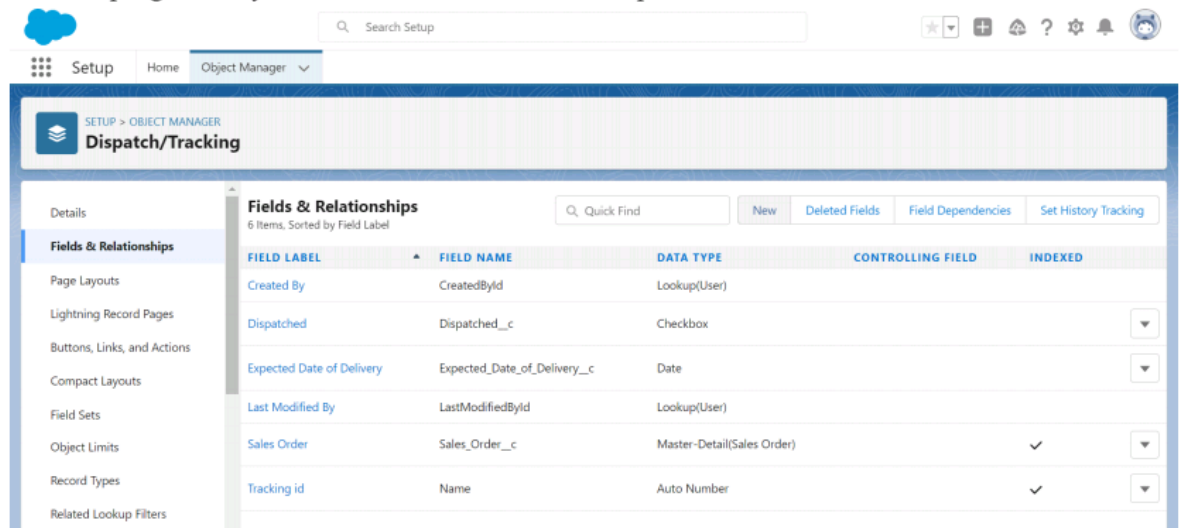 Search Setup
Setup Home Object Manager
SETUP > OBJECT MANAGER
Dispatch/Tracking
Details
Fields & Relationships
Page Layouts
Lightning Record Pages
Buttons, Links, and Actions
Compact Layouts
Field Sets
Object Limits
Record Types
Related Lookup Filters
Fields & Relationships
6 Items, Sorted by Field Label
Quick Find New Deleted Fields Field Dependencies Set History Tracking
FIELD LABEL FIELD NAME DATA TYPE CONTROLLING FIELD INDEXED
Created By CreatedById Lookup(User)
Dispatched Dispatched__c Checkbox
Expected Date of Delivery Expected_Date_of_Delivery__c Date
Last Modified By LastModifiedById Lookup(User)
Sales Order Sales_Order__c Master-Detail(Sales Order)
Tracking id Name Auto Number